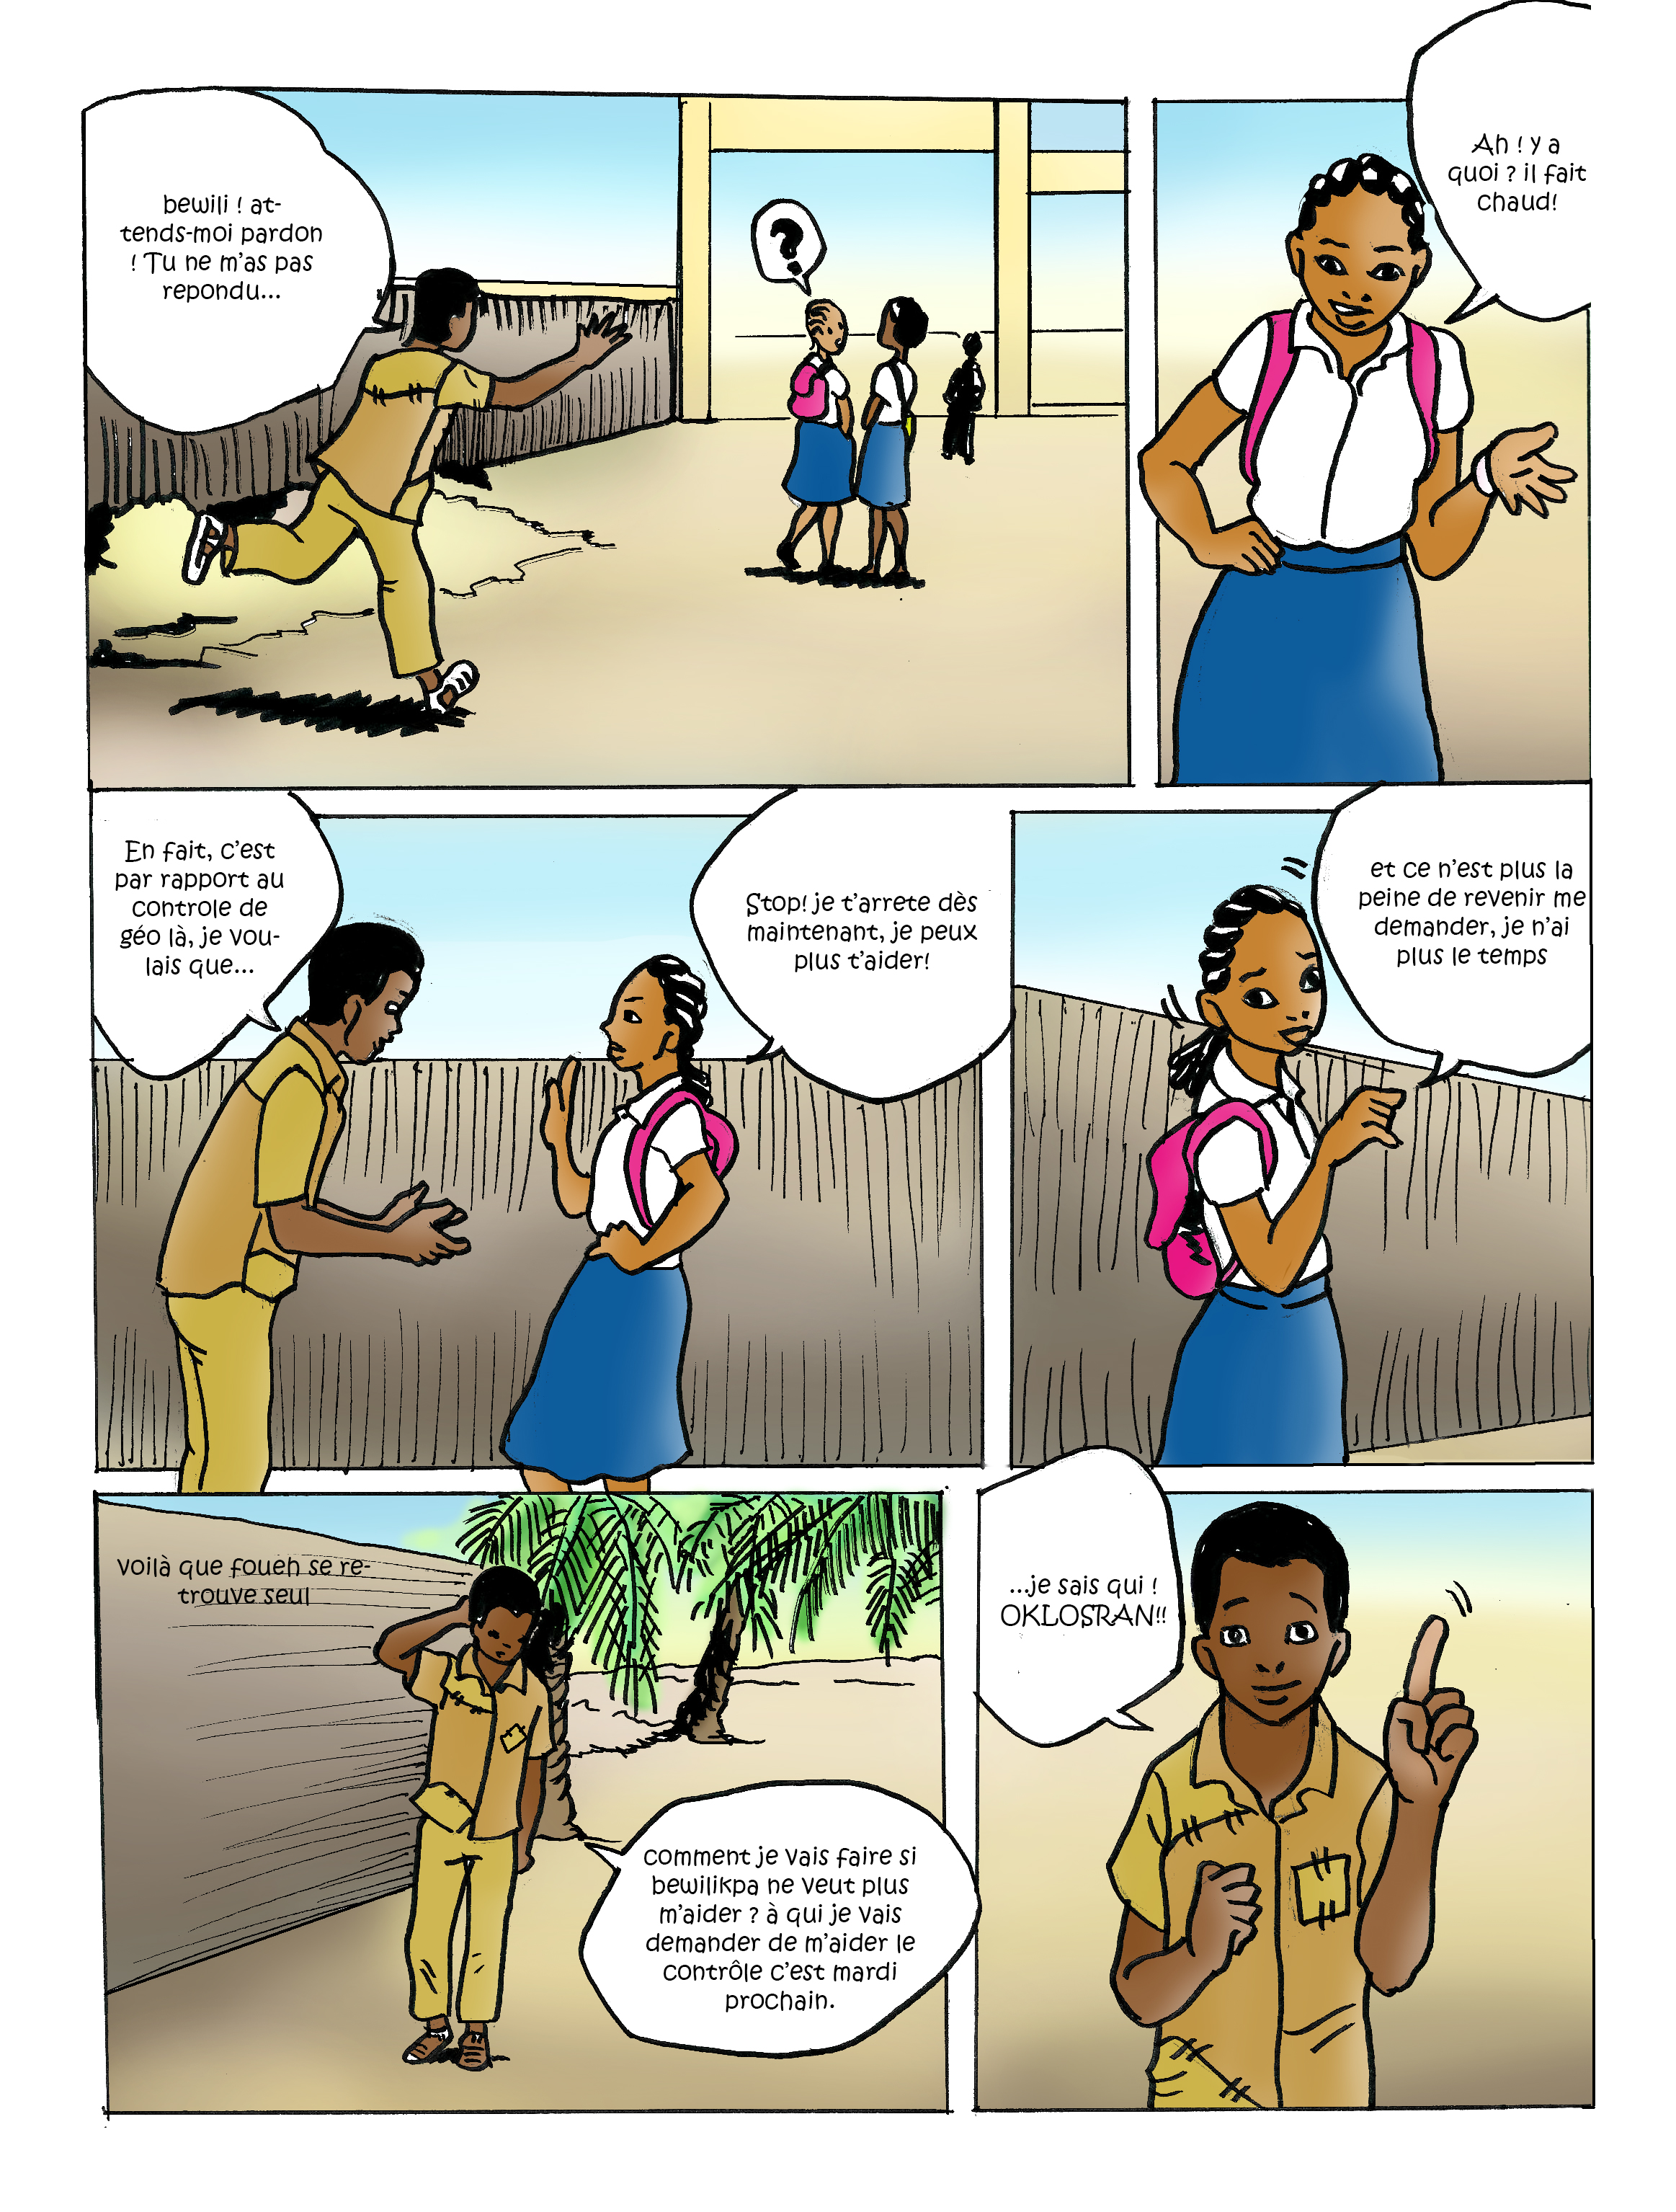 bewili ! at-
tends-moi pardon
! Tu ne m'as pas
repondu...
?
Ah ! y a
quoi ? il fait
chaud!
En fait, c'est
par rapport au
controle de
géo là, je vou-
lais que...
Stop! je t'arrete dès
maintenant, je peux
plus t'aider!
et ce n'est plus la
peine de revenir me
demander, je n'ai
plus le temps
voilà que foueh se re-
trouve seul
comment je vais faire si
bewilikpa ne veut plus
m'aider ? à qui je vais
demander de m'aider le
contrôle c'est mardi
prochain.
...je sais qui !
OKLOSRAN!!